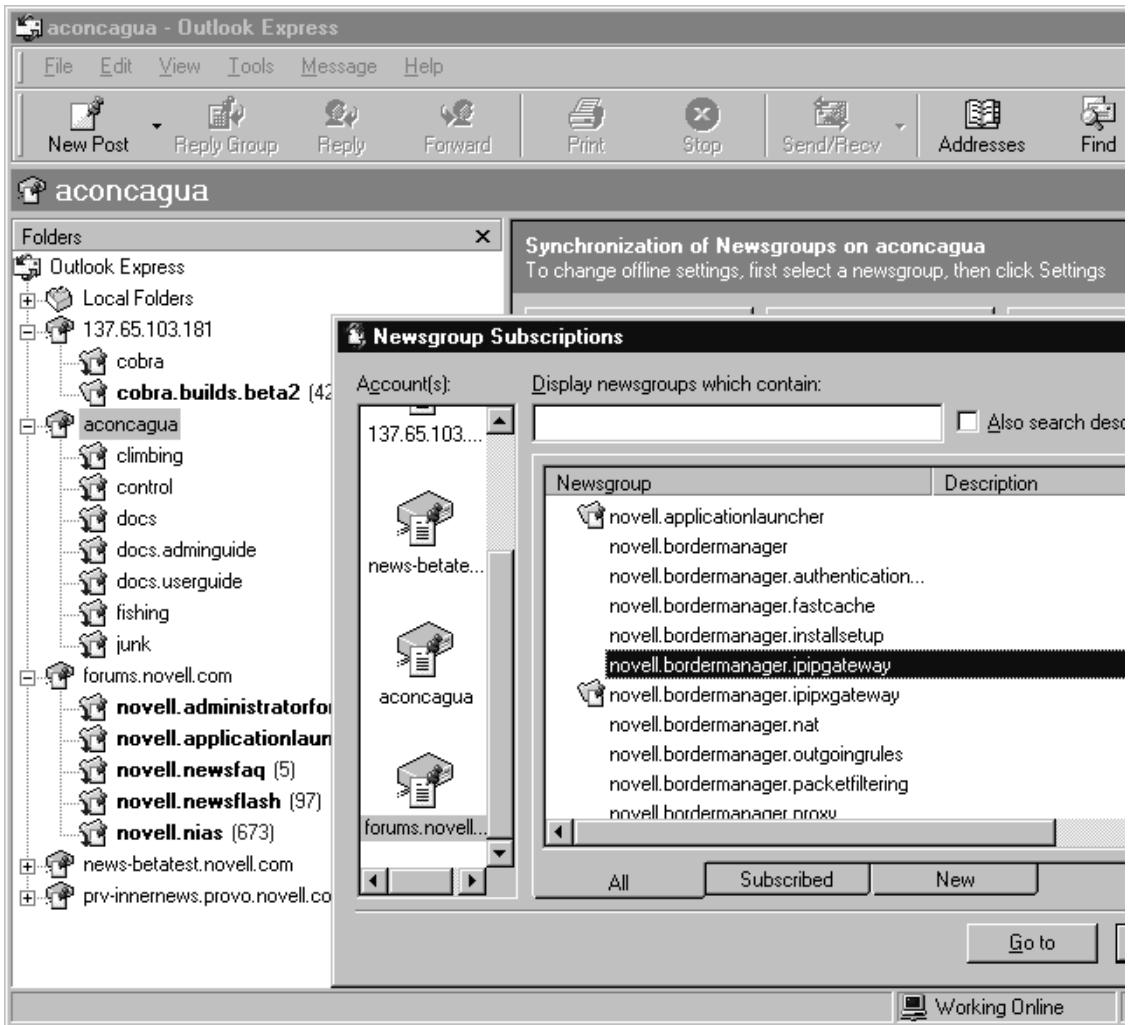 aconcagua - Outlook Express
File Edit View Tools Message Help
New Post Reply Group Reply Forward Print Stop Send/Recv Addresses Find
aconcagua
Folders
Outlook Express
Local Folders
137.65.103.181
cobra
cobra.builds.beta2 (42
aconcagua
climbing
control
docs
docs.adminguide
docs.userguide
fishing
junk
forums.novell.com
novell.administratorfo
novell.applicationlaun
novell.newsfaq (5)
novell.newsflash (97)
novell.nias (673)
news-betatest.novell.com
prv-innernews.provo.novell.co
Synchronization of Newsgroups on aconcagua
To change offline settings, first select a newsgroup, then click Settings
Newsgroup Subscriptions
Account(s):
137.65.103....
news-betate...
aconcagua
forums.novell...
Display newsgroups which contain:
Also search desc
Newsgroup Description
novell.applicationlauncher
novell.bordermanager
novell.bordermanager.authentication...
novell.bordermanager.fastcache
novell.bordermanager.installsetup
novell.bordermanager.ipipgateway
novell.bordermanager.ipipxgateway
novell.bordermanager.nat
novell.bordermanager.outgoingrules
novell.bordermanager.packetfiltering
novell.bordermanager.proxy
All Subscribed New
Go to
Working Online